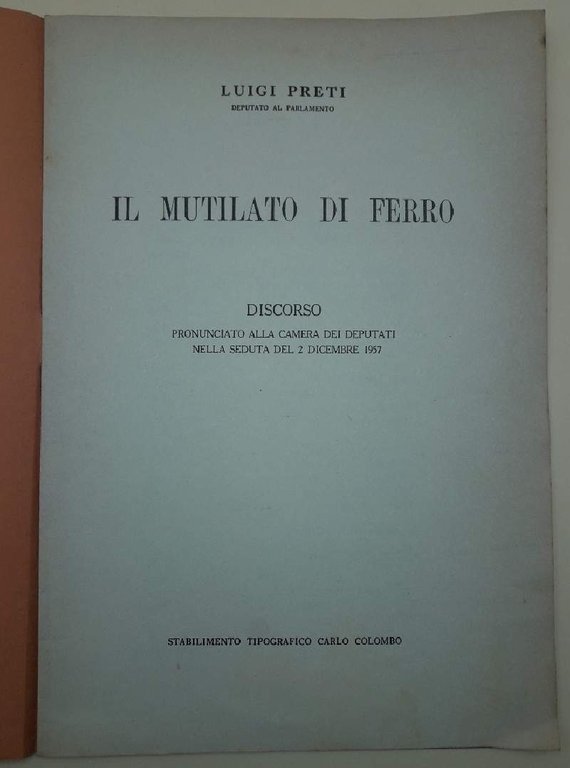 LUIGI PRETI
DEPUTATO AL PARLAMENTO
IL MUTILATO DI FERRO
DISCORSO
PRONUNCIATO ALLA CAMERA DEI DEPUTATI
NELLA SEDUTA DEL 2 DICEMBRE 1957
STABILIMENTO TIPOGRAFICO CARLO COLOMBO